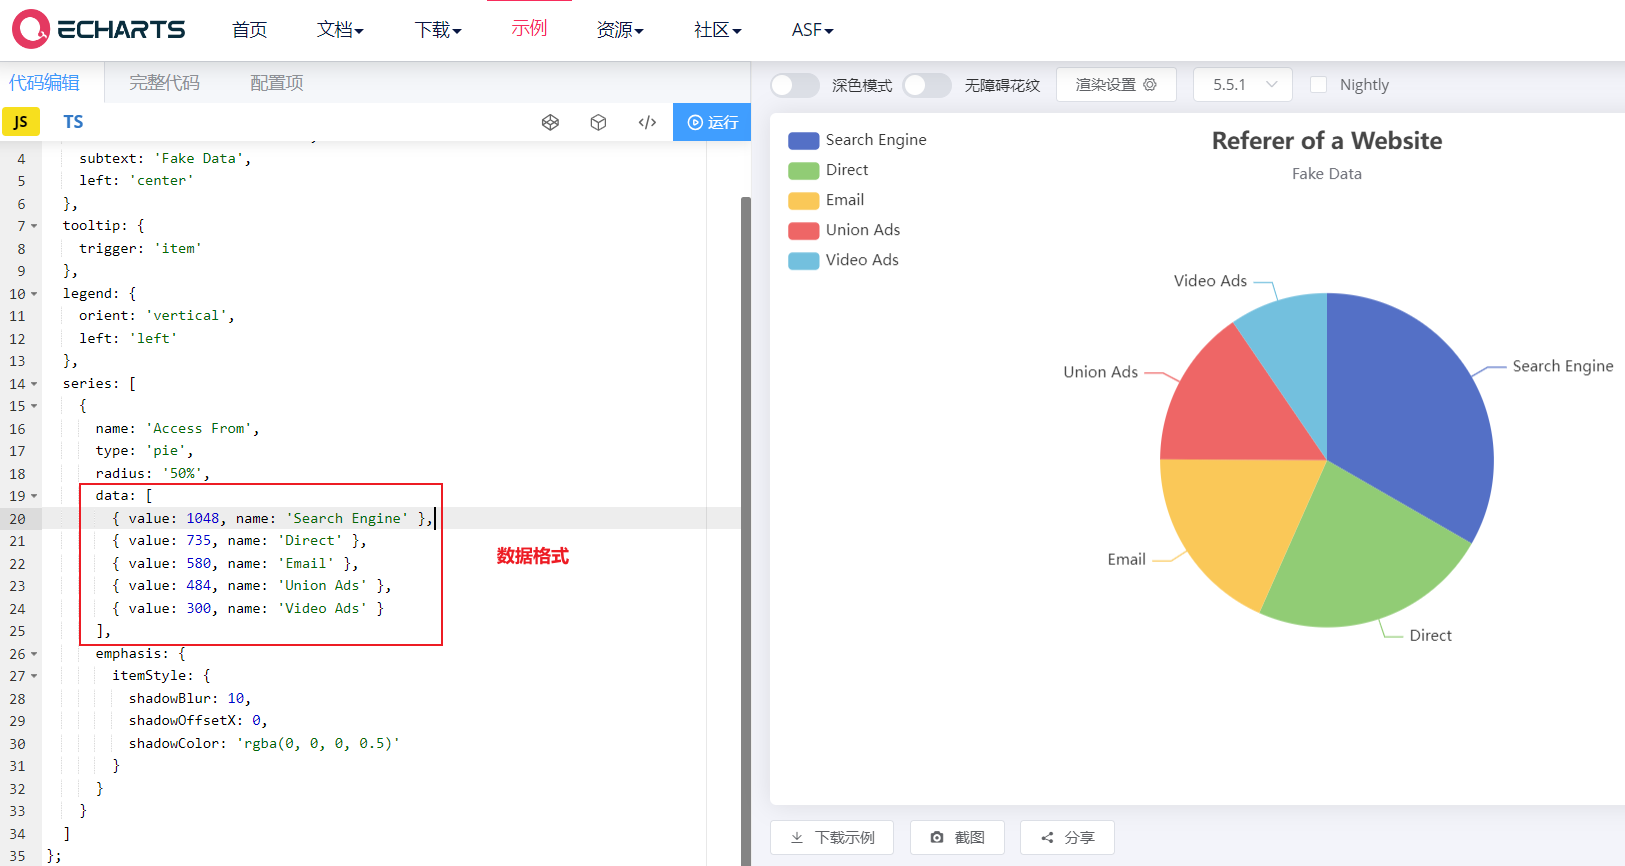 ECHARTS 首页 文档 下载 示例 资源 社区 ASF
代码编辑 完整代码 配置项
JS TS </> 运行
4 subtext: 'Fake Data',
5 left: 'center'
6 },
7 tooltip: {
8 trigger: 'item'
9 },
10 legend: {
11 orient: 'vertical',
12 left: 'left'
13 },
14 series: [
15 {
16 name: 'Access From',
17 type: 'pie',
18 radius: '50%',
19 data: [
20 { value: 1048, name: 'Search Engine' },
21 { value: 735, name: 'Direct' },
22 { value: 580, name: 'Email' },
23 { value: 484, name: 'Union Ads' },
24 { value: 300, name: 'Video Ads' }
25 ],
26 emphasis: {
27 itemStyle: {
28 shadowBlur: 10,
29 shadowOffsetX: 0,
30 shadowColor: 'rgba(0, 0, 0, 0.5)'
31 }
32 }
33 }
34 ]
35 };
数据格式
深色模式 无障碍花纹 渲染设置 5.5.1 Nightly
Referer of a Website
Fake Data
Search Engine
Direct
Email
Union Ads
Video Ads
Video Ads
Union Ads
Search Engine
Email
Direct
下载示例 截图 分享